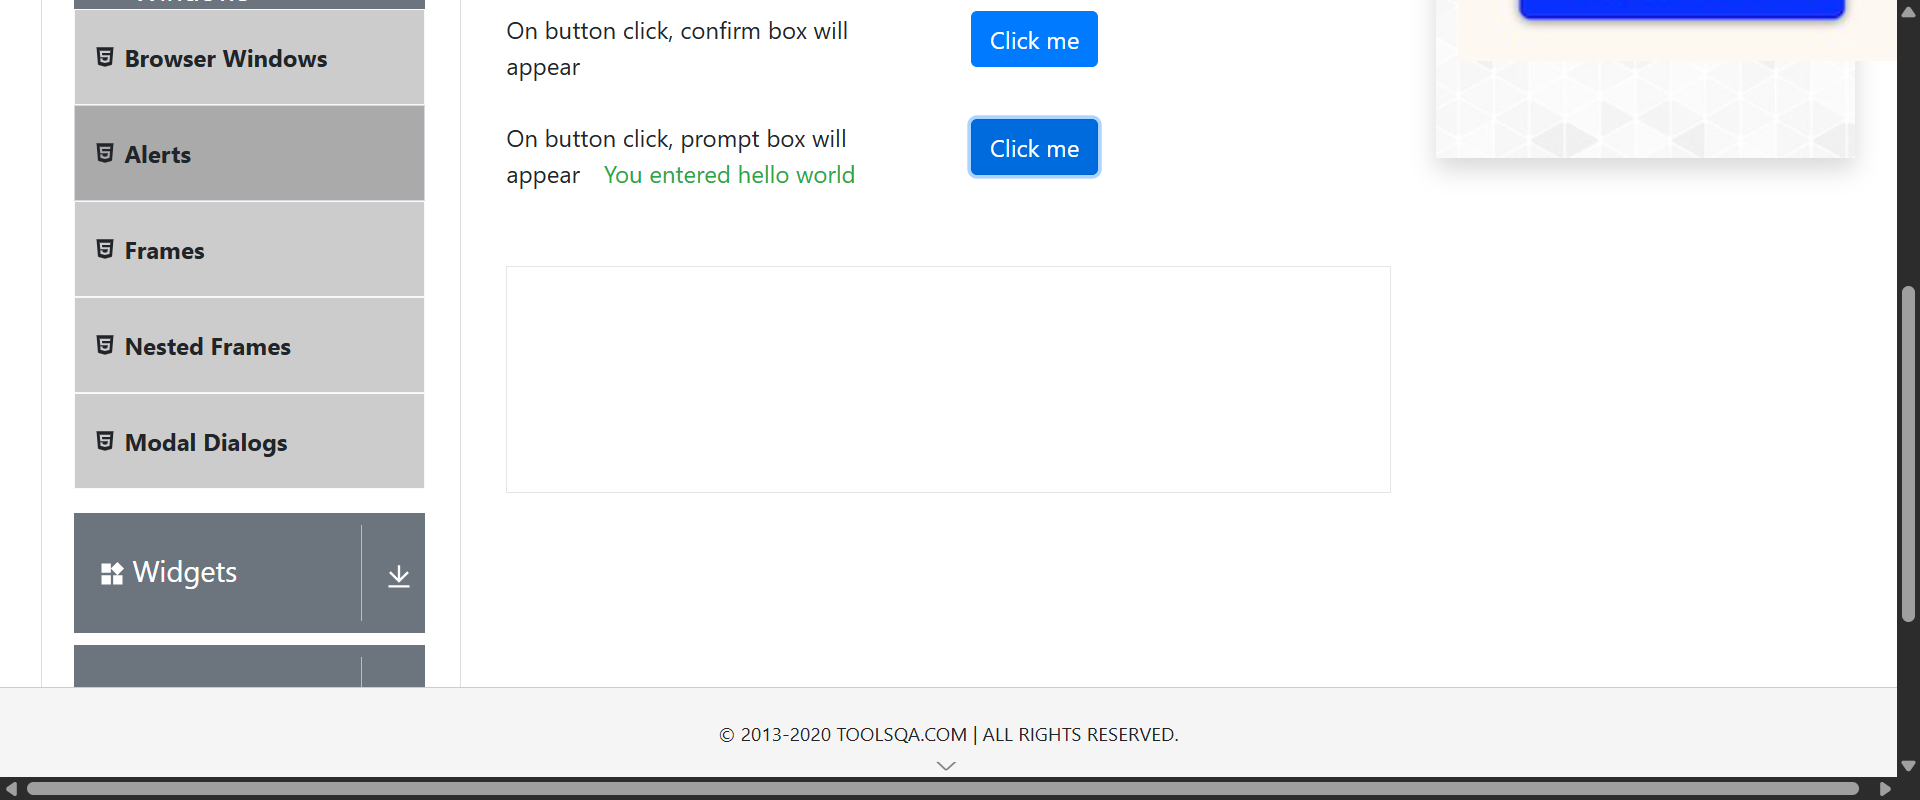 Browser Windows
Alerts
Frames
Nested Frames
Modal Dialogs
Widgets
On button click, confirm box will
appear
Click me
On button click, prompt box will
appear You entered hello world
Click me
© 2013-2020 TOOLSQA.COM | ALL RIGHTS RESERVED.